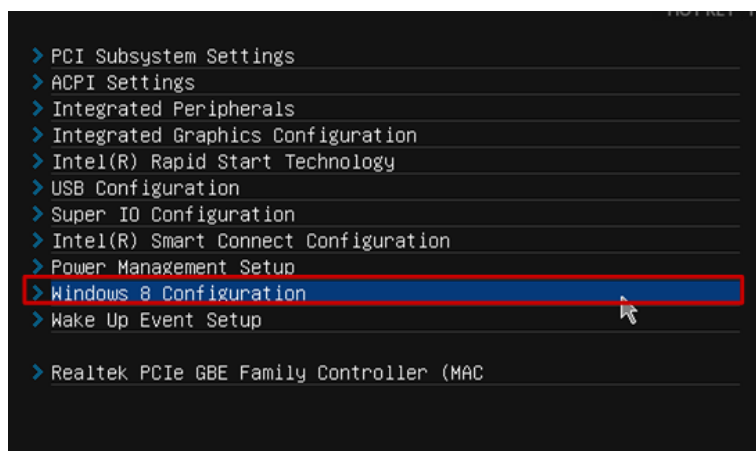 PCI Subsystem Settings
ACPI Settings
Integrated Peripherals
Integrated Graphics Configuration
Intel(R) Rapid Start Technology
USB Configuration
Super IO Configuration
Intel(R) Smart Connect Configuration
Power Management Setup
Windows 8 Configuration
Wake Up Event Setup
Realtek PCIe GBE Family Controller (MAC